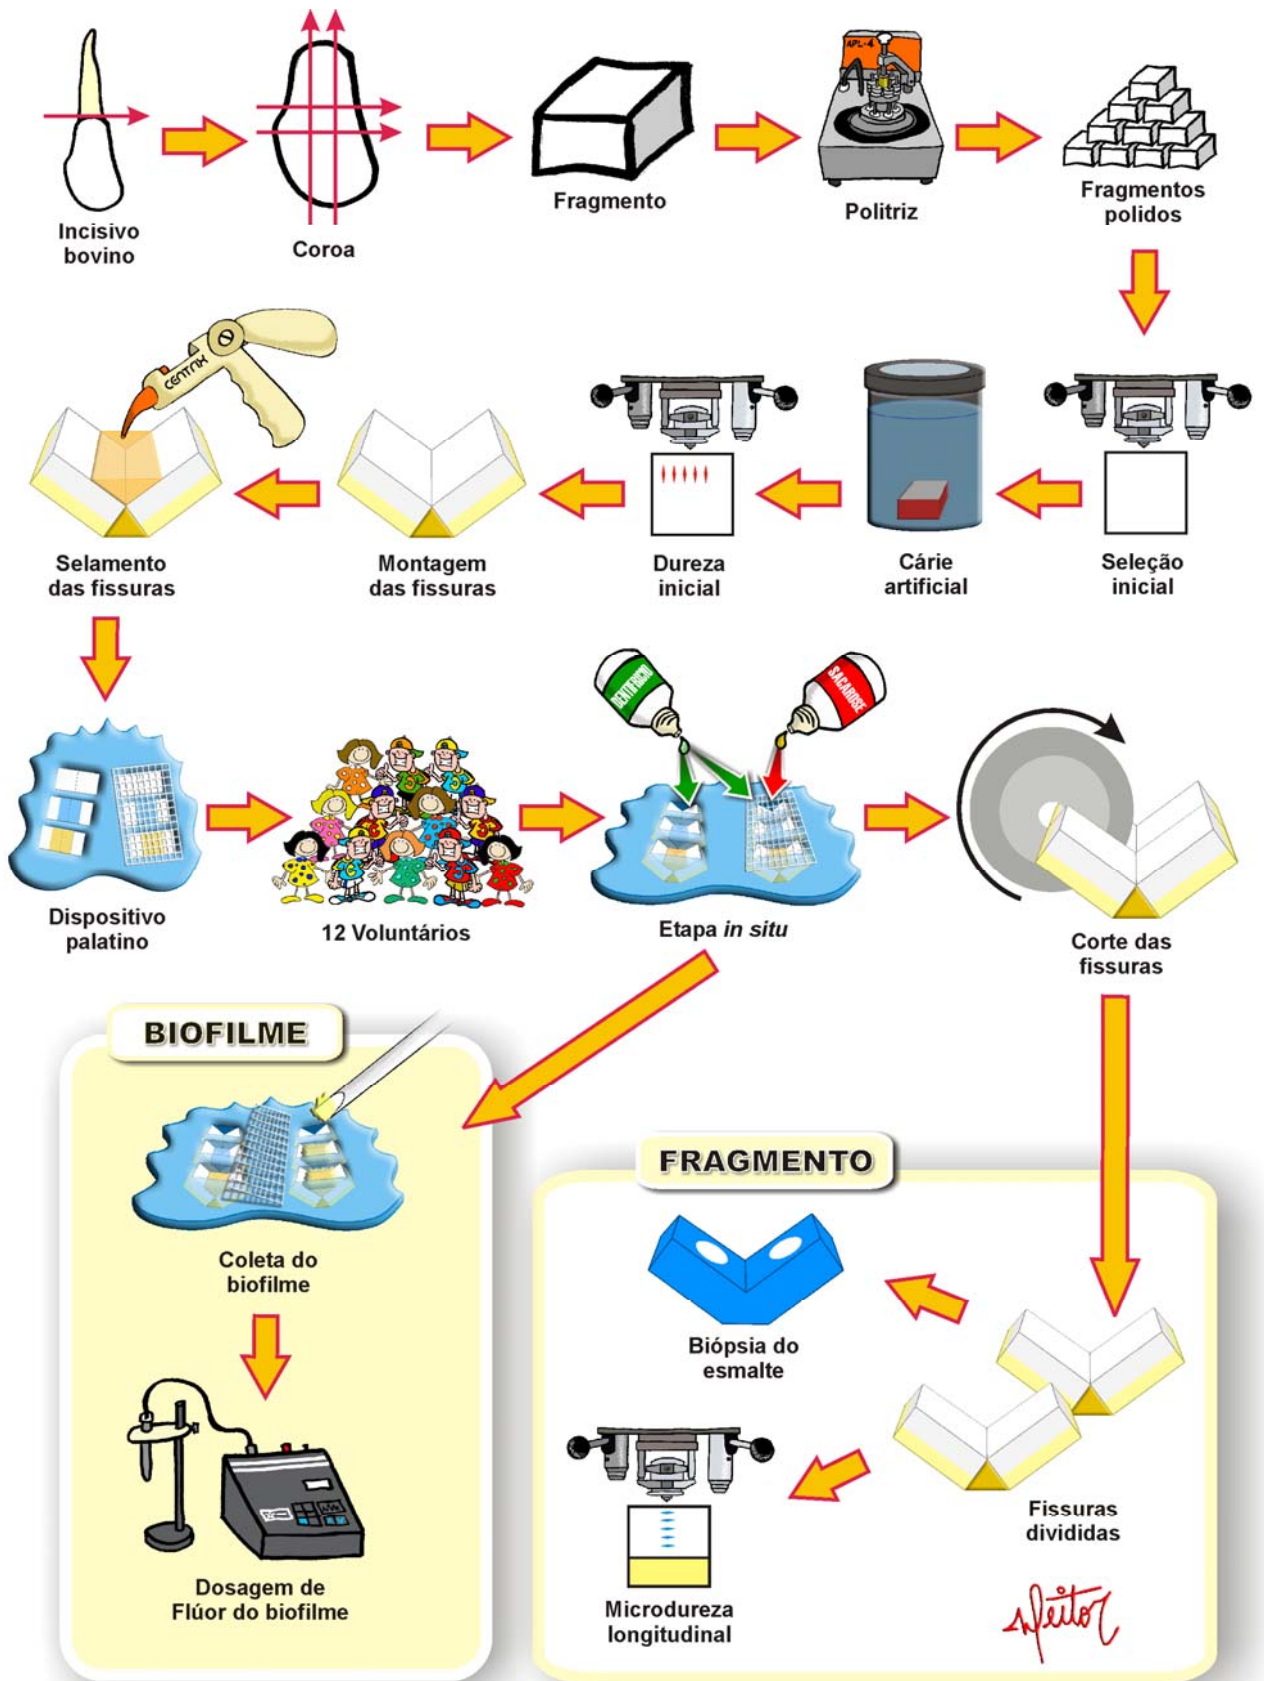 APL-4
Incisivo
bovino
Coroa
Fragmento
Politriz
Fragmentos
polidos
CENTRIX
Selamento
das fissuras
Montagem
das fissuras
Dureza
inicial
Cárie
artificial
Seleção
inicial
DENTIFRÍCIO
SACAROSE
Dispositivo
palatino
12 Voluntários
Etapa in situ
Corte das
fissuras
BIOFILME
Coleta do
biofilme
Dosagem de
Flúor do biofilme
FRAGMENTO
Biópsia do
esmalte
Fissuras
divididas
Microdureza
longitudinal
Heitor